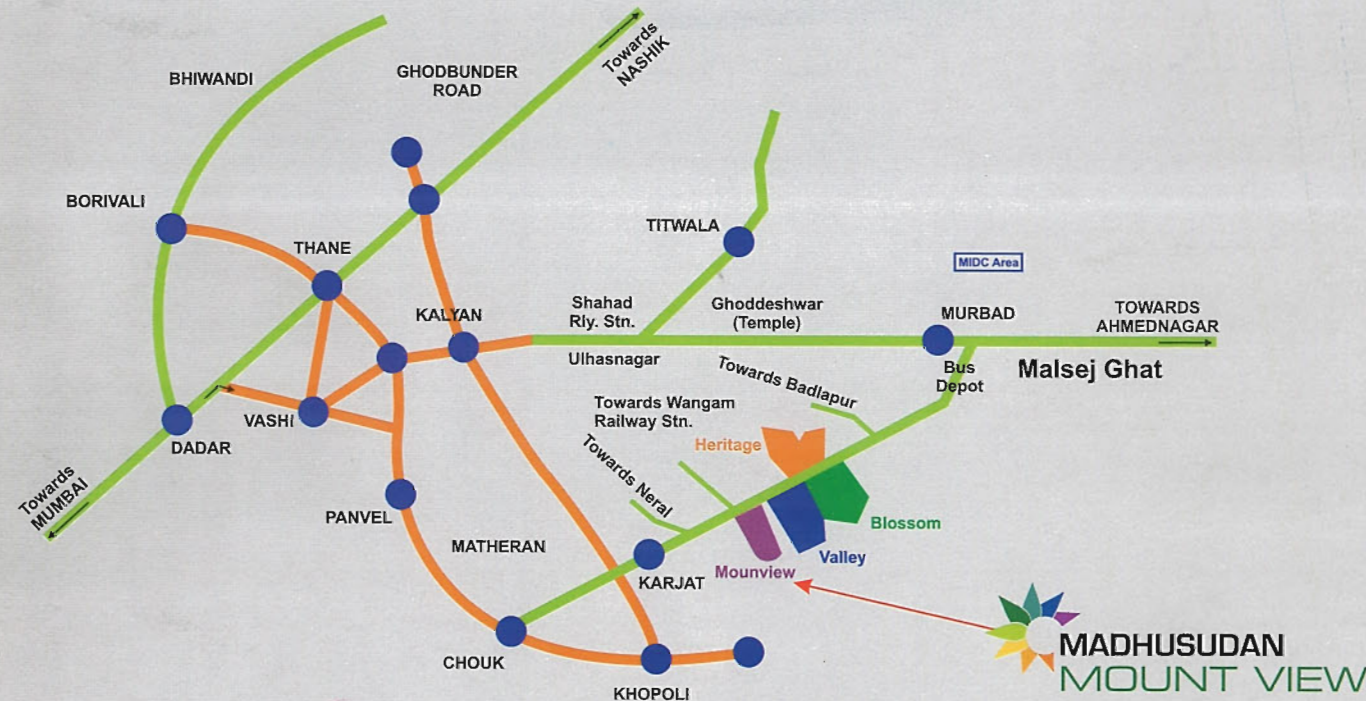 BHIWANDI
GHODBUNDER
ROAD
Towards
NASHIK
BORIVALI
THANE
TITWALA
MIDC Area
KALYAN
Shahad
Rly. Stn.
Ghoddeshwar
(Temple)
MURBAD
TOWARDS
AHMEDNAGAR
Ulhasnagar
Bus
Depot
Malsej Ghat
Towards Badlapur
Towards Wangam
Railway Stn.
VASHI
DADAR
Heritage
Towards
MUMBAI
Towards Neral
PANVEL
Blossom
MATHERAN
Valley
Mounview
KARJAT
CHOUK
KHOPOLI
MADHUSUDAN
MOUNT VIEW